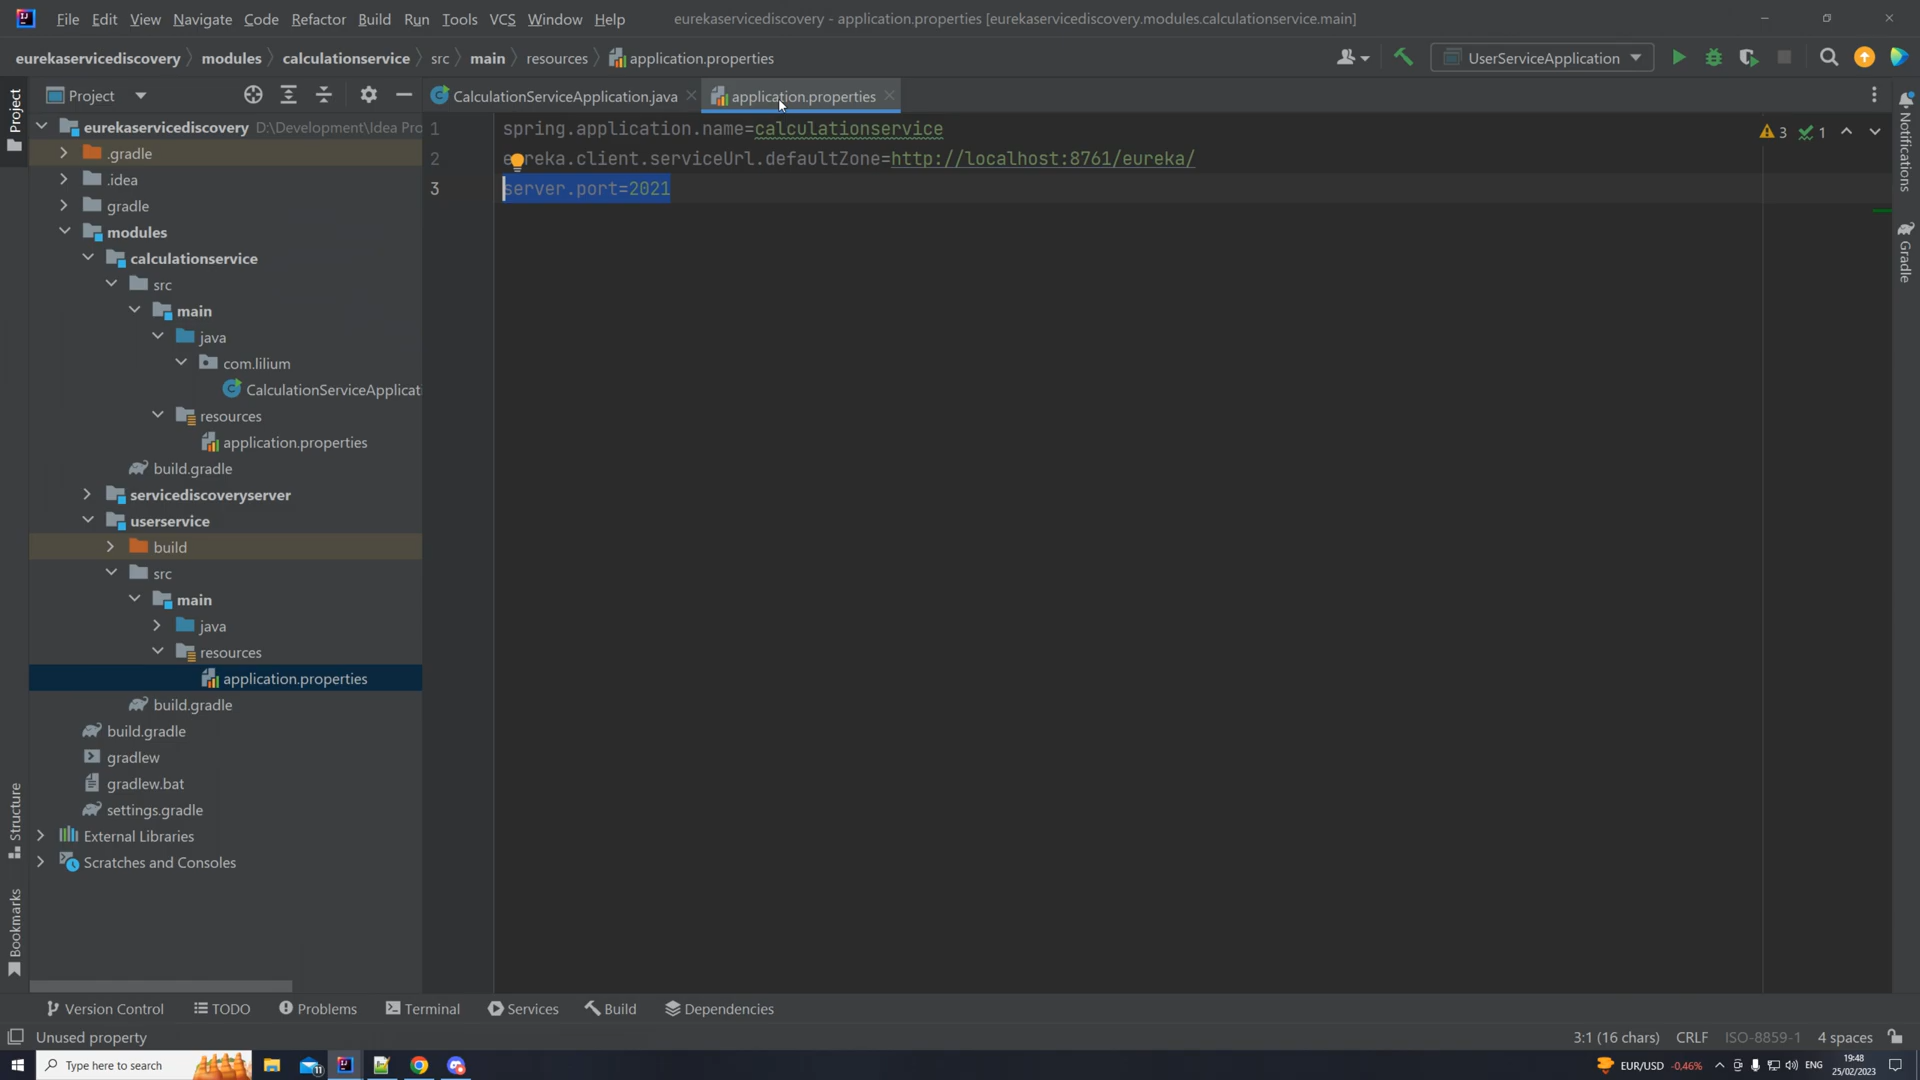 File Edit View Navigate Code Refactor Build Run Tools VCS Window Help eurekaservicediscovery - application.properties [eurekaservicediscovery.modules.calculationservice.main]
eurekaservicediscovery modules calculationservice src main resources application.properties UserServiceApplication
Project CalculationServiceApplication.java application.properties
Project
eurekaservicediscovery D:\Development\Idea Pro
.gradle
.idea
gradle
modules
calculationservice
src
main
java
com.lilium
CalculationServiceApplicati
resources
application.properties
build.gradle
servicediscoveryserver
userservice
build
src
main
java
resources
application.properties
build.gradle
build.gradle
gradlew
gradlew.bat
settings.gradle
External Libraries
Scratches and Consoles
Structure
Bookmarks
1 spring.application.name=calculationservice
2 eureka.client.serviceUrl.defaultZone=http://localhost:8761/eureka/
3 server.port=2021
3 1
Notifications
Gradle
Version Control TODO Problems Terminal Services Build Dependencies
Unused property 3:1 (16 chars) CRLF ISO-8859-1 4 spaces
Type here to search 11 EUR/USD -0,46% ENG 19:48
25/02/2023